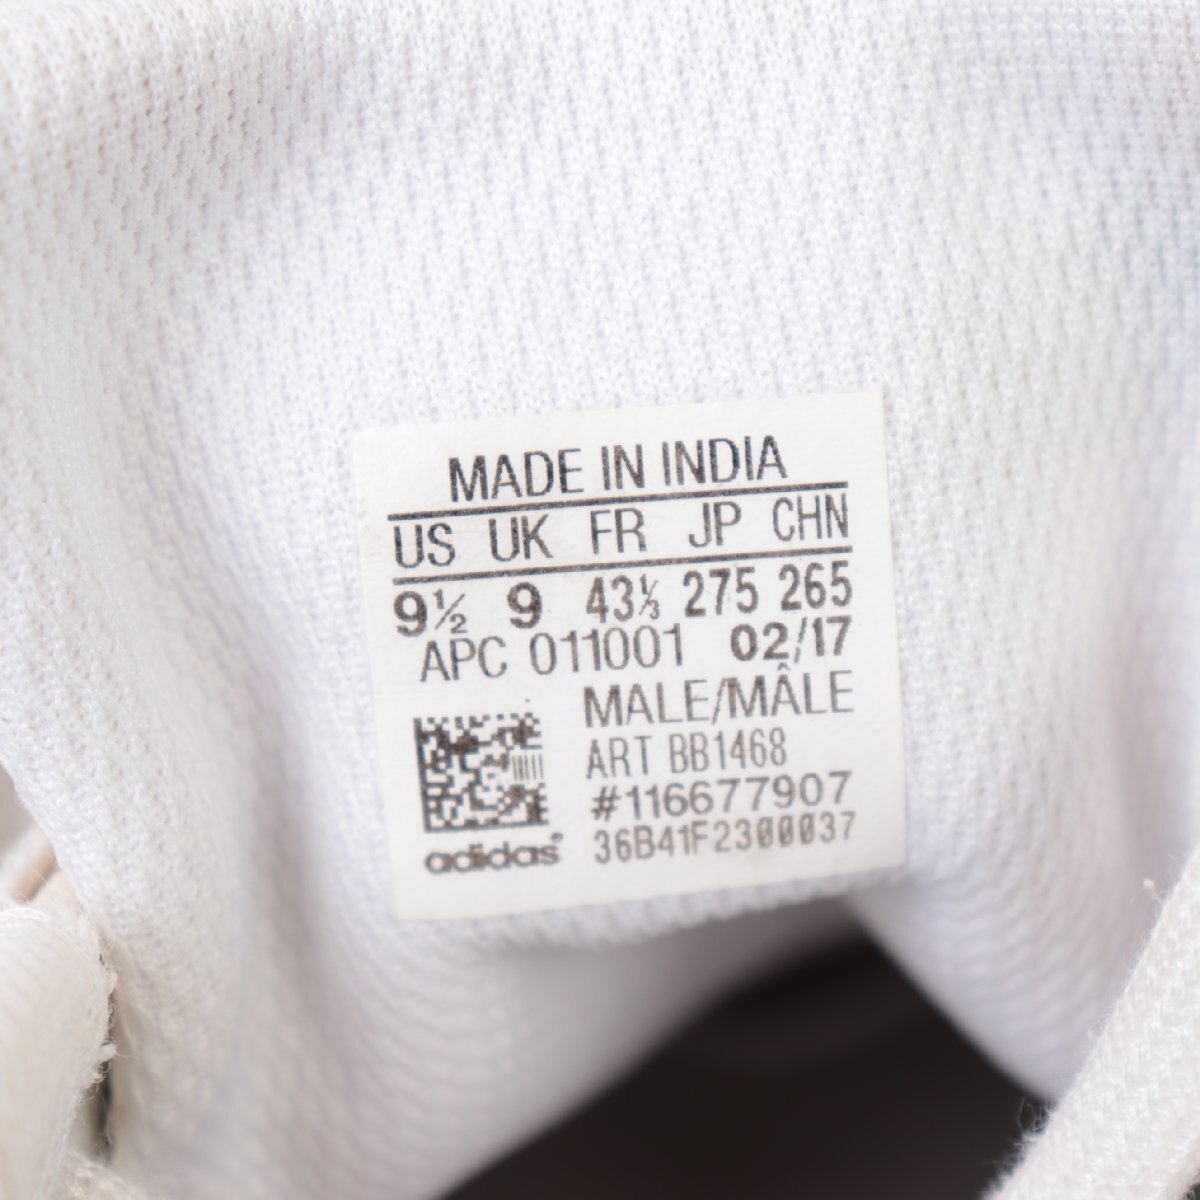 MADE IN INDIA
US UK FR JP CHN
9½ 9 43⅓ 275 265
APC 011001 02/17
MALE/MÂLE
ART BB1468
#116677907
36B41F2300037
adidas®